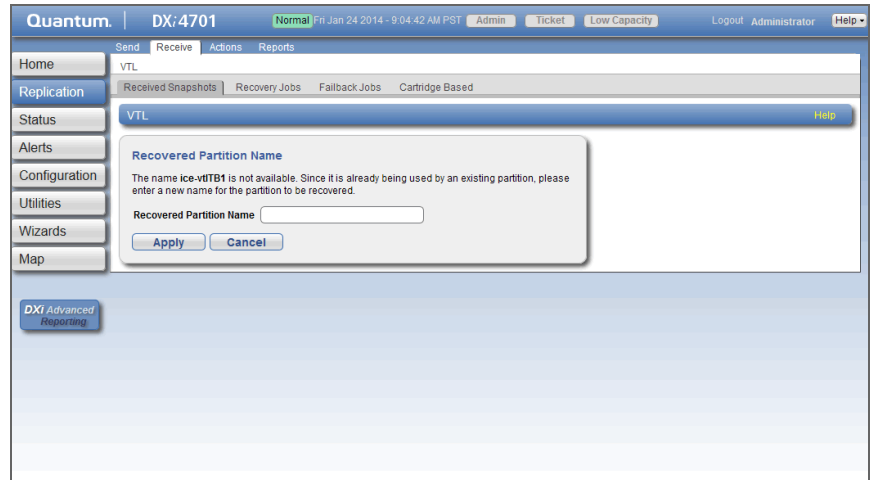 Quantum. DXi4701 Normal Fri Jan 24 2014 - 9:04:42 AM PST Admin Ticket Low Capacity Logout Administrator Help
Send Receive Actions Reports
Home
VTL
Replication
Received Snapshots Recovery Jobs Failback Jobs Cartridge Based
Status
VTL Help
Alerts
Recovered Partition Name
Configuration
The name ice-vtlTB1 is not available. Since it is already being used by an existing partition, please
enter a new name for the partition to be recovered.
Utilities
Recovered Partition Name
Wizards
Apply Cancel
Map
DXi Advanced
Reporting